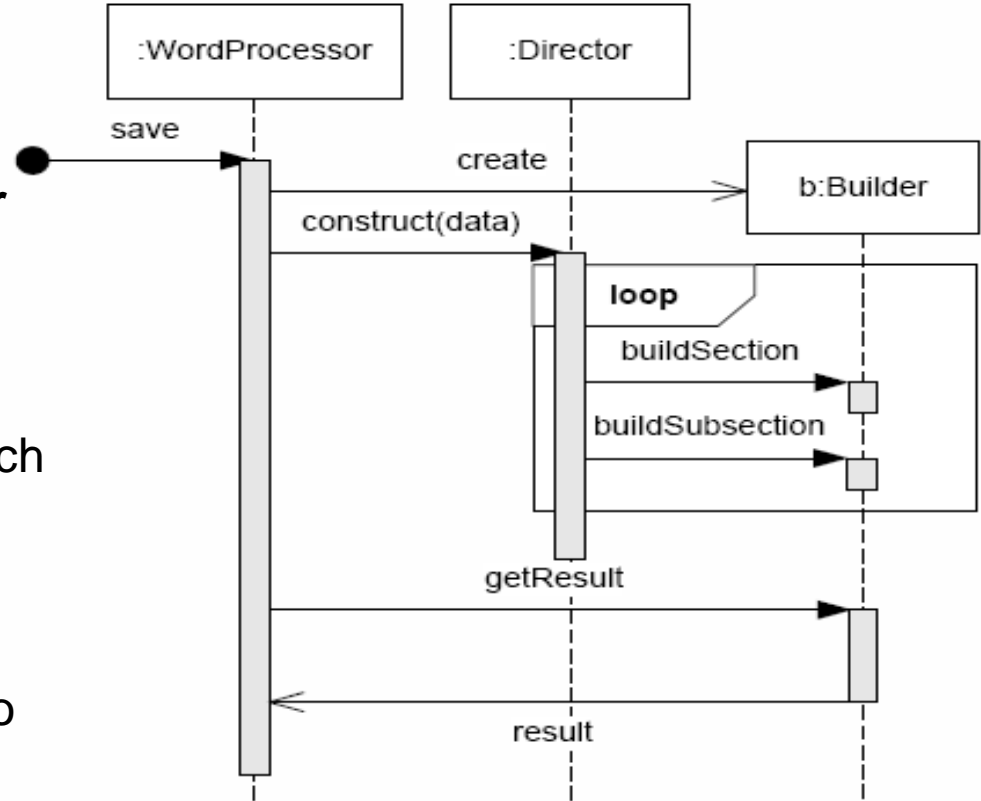 :WordProcessor
:Director
save
create
b:Builder
r
construct(data)
loop
buildSection
buildSubsection
ch
getResult
o
result